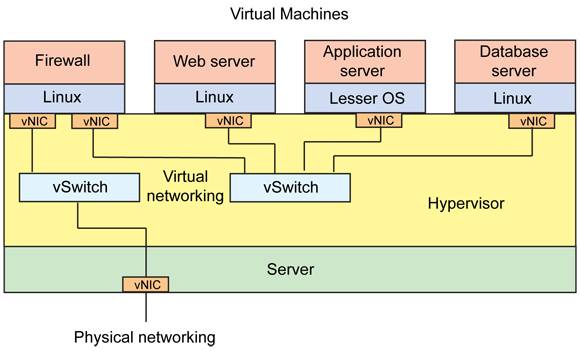 Virtual Machines
Firewall
Web server
Application
server
Database
server
Linux
Linux
Lesser OS
Linux
vNIC
vNIC
vNIC
vNIC
vNIC
vSwitch
Virtual
networking
vSwitch
Hypervisor
Server
vNIC
Physical networking